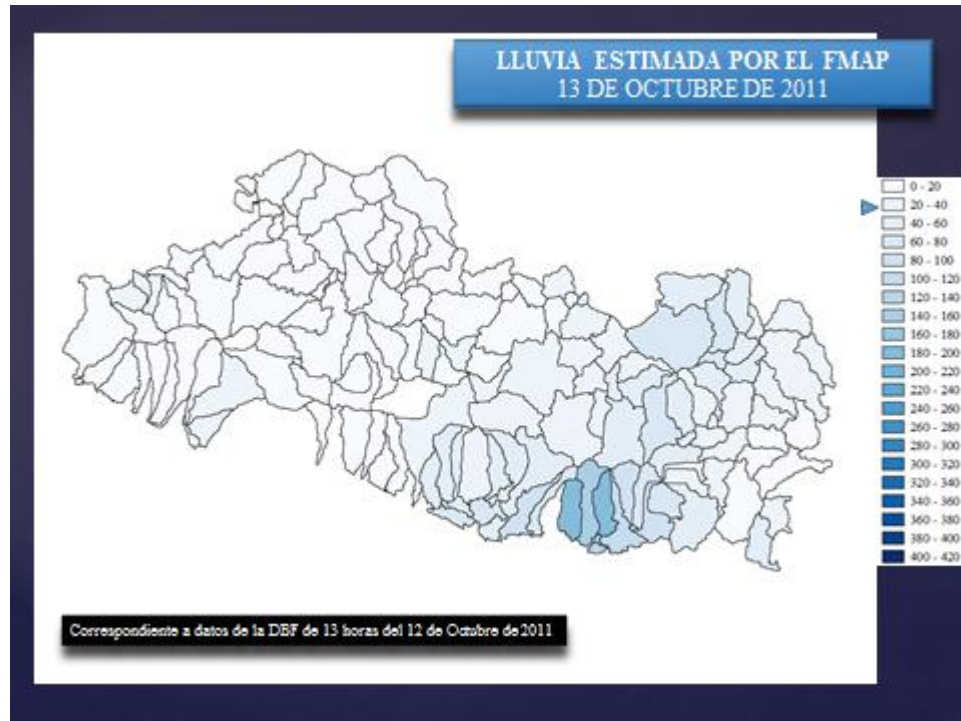 LLUVIA ESTIMADA POR EL FMAP
13 DE OCTUBRE DE 2011
0 - 20
20 - 40
40 - 60
60 - 80
80 - 100
100 - 120
120 - 140
140 - 160
160 - 180
180 - 200
200 - 220
220 - 240
240 - 260
260 - 280
280 - 300
300 - 320
320 - 340
340 - 360
360 - 380
380 - 400
400 - 420
Correspondiente a datos de la DBF de 13 horas del 12 de Octubre de 2011